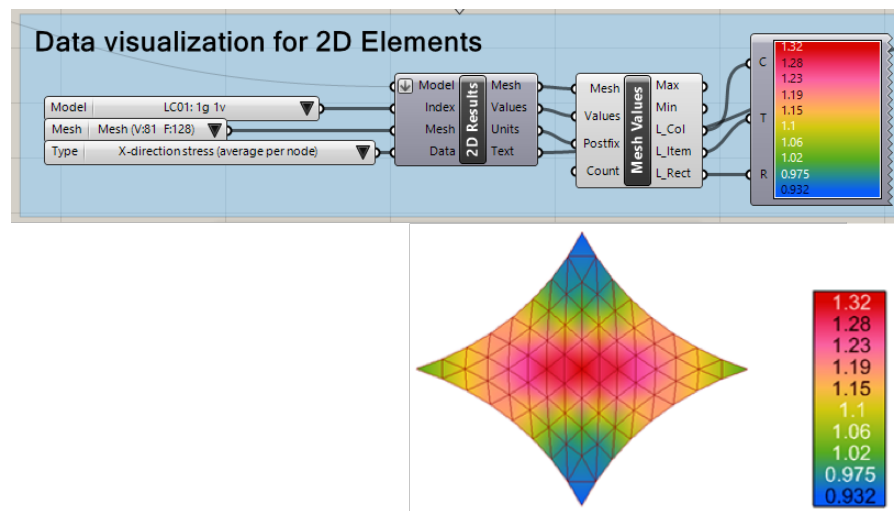 Data visualization for 2D Elements
Model LC01: 1g 1v
Mesh Mesh (V:81 F:128)
Type X-direction stress (average per node)
Model Mesh
Index Values
Mesh Units
Data Text
2D Results
Mesh Max
Values Min
Postfix L_Col
Count L_Item
L_Rect
Mesh Values
C
T
R
1.32
1.28
1.23
1.19
1.15
1.1
1.06
1.02
0.975
0.932
1.32
1.28
1.23
1.19
1.15
1.1
1.06
1.02
0.975
0.932